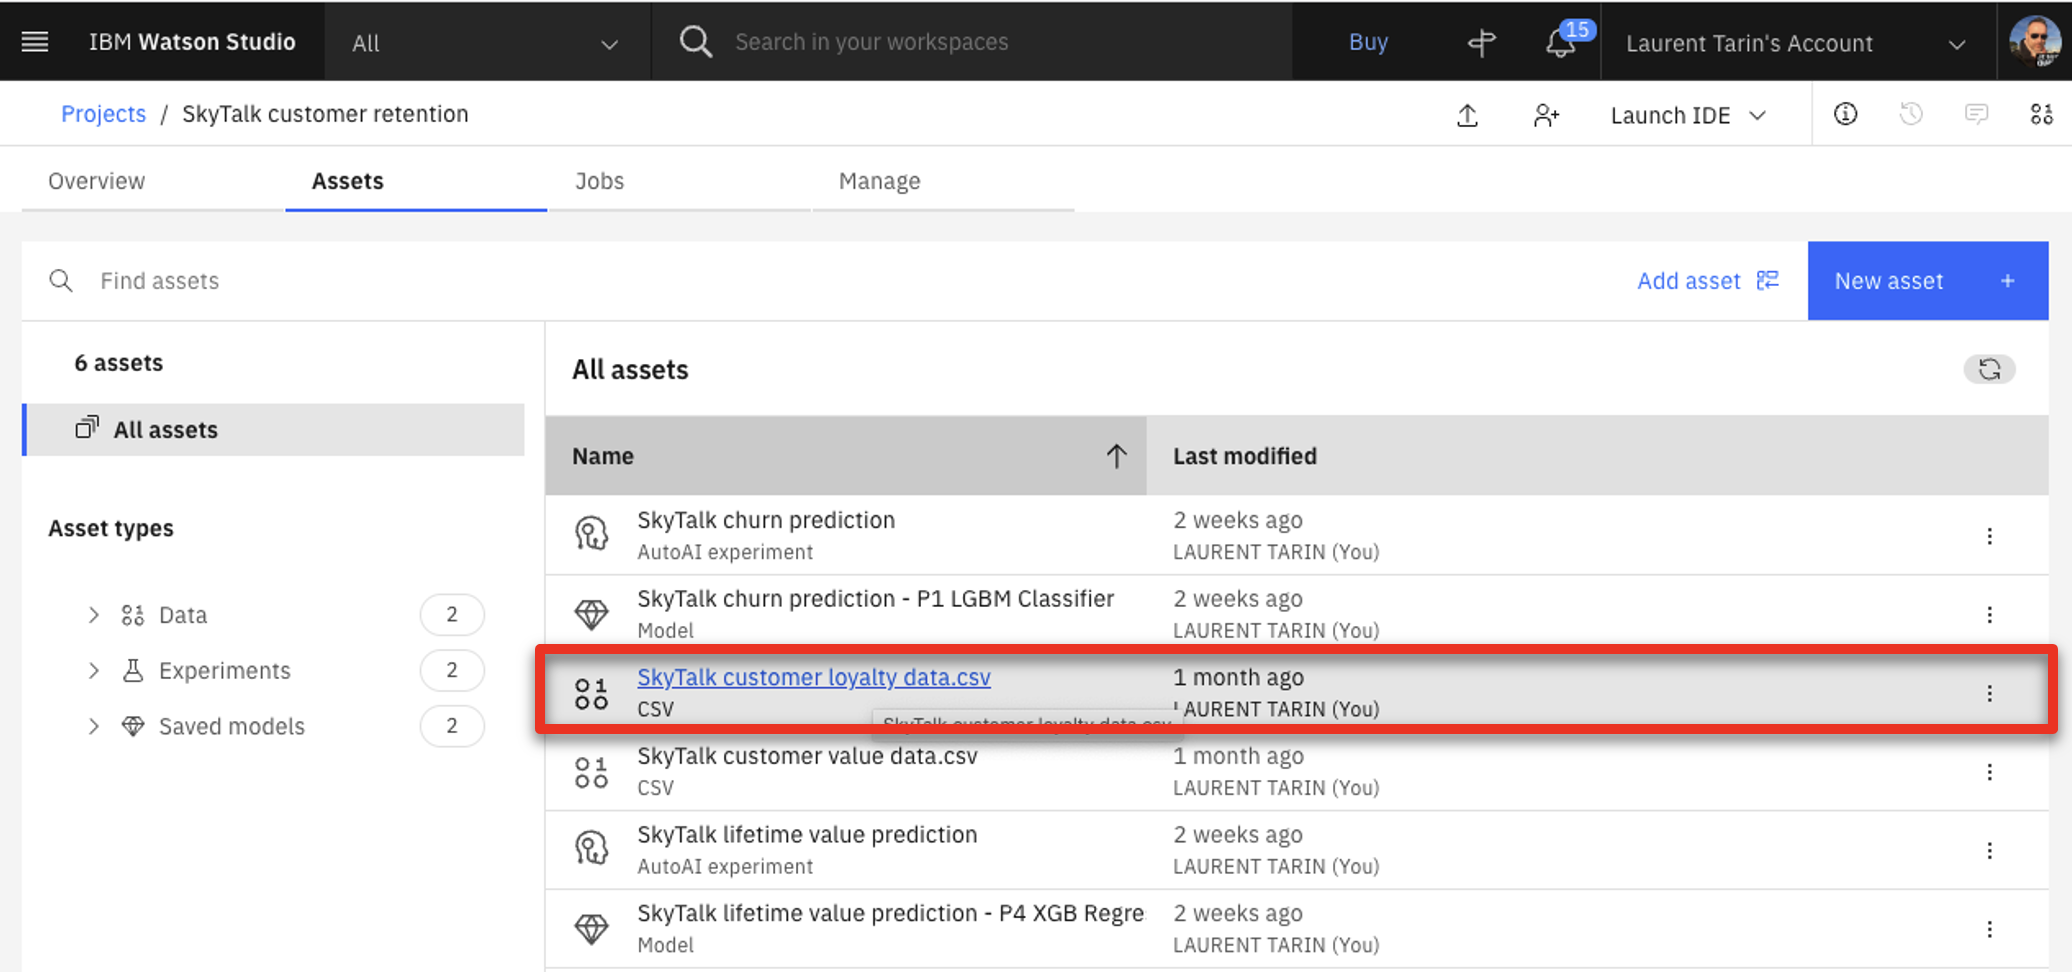 IBM Watson Studio
All
Search in your workspaces
Buy
15
Laurent Tarin's Account
Projects / SkyTalk customer retention
Launch IDE
Overview
Assets
Jobs
Manage
Find assets
Add asset
New asset +
6 assets
All assets
Asset types
Data 2
Experiments 2
Saved models 2
All assets
Name
Last modified
SkyTalk churn prediction
AutoAI experiment
2 weeks ago
LAURENT TARIN (You)
SkyTalk churn prediction - P1 LGBM Classifier
Model
2 weeks ago
LAURENT TARIN (You)
SkyTalk customer loyalty data.csv
CSV
1 month ago
LAURENT TARIN (You)
SkyTalk customer loyalty data.csv
SkyTalk customer value data.csv
CSV
1 month ago
LAURENT TARIN (You)
SkyTalk lifetime value prediction
AutoAI experiment
2 weeks ago
LAURENT TARIN (You)
SkyTalk lifetime value prediction - P4 XGB Regre
Model
2 weeks ago
LAURENT TARIN (You)